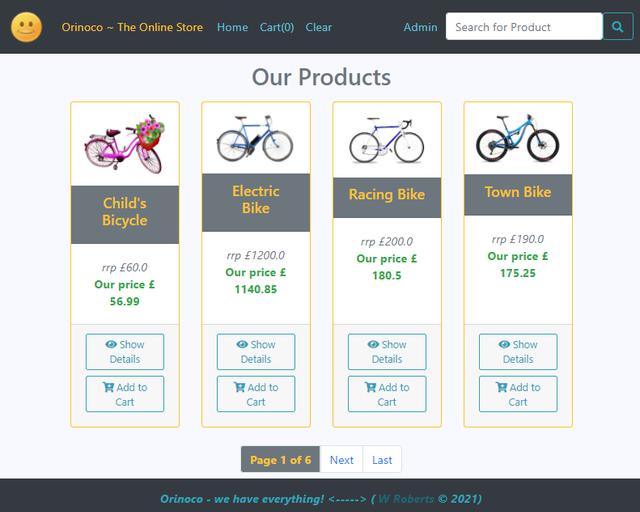 Orinoco ~ The Online Store Home Cart(0) Clear Admin Search for Product
Our Products
Child's
Bicycle
rrp £60.0
Our price £
56.99
Show
Details
Add to
Cart
Electric
Bike
rrp £1200.0
Our price £
1140.85
Show
Details
Add to
Cart
Racing Bike
rrp £200.0
Our price £
180.5
Show
Details
Add to
Cart
Town Bike
rrp £190.0
Our price £
175.25
Show
Details
Add to
Cart
Page 1 of 6 Next Last
Orinoco - we have everything! <-----> ( W Roberts © 2021)